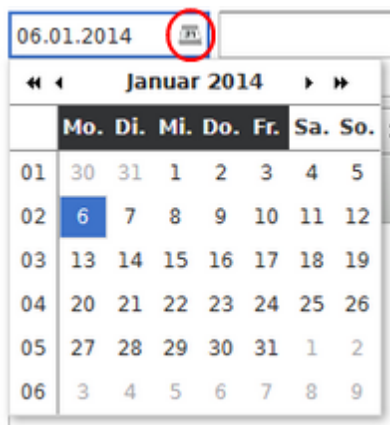 06.01.2014
Januar 2014
Mo. Di. Mi. Do. Fr. Sa. So.
01 30 31 1 2 3 4 5
02 6 7 8 9 10 11 12
03 13 14 15 16 17 18 19
04 20 21 22 23 24 25 26
05 27 28 29 30 31 1 2
06 3 4 5 6 7 8 9